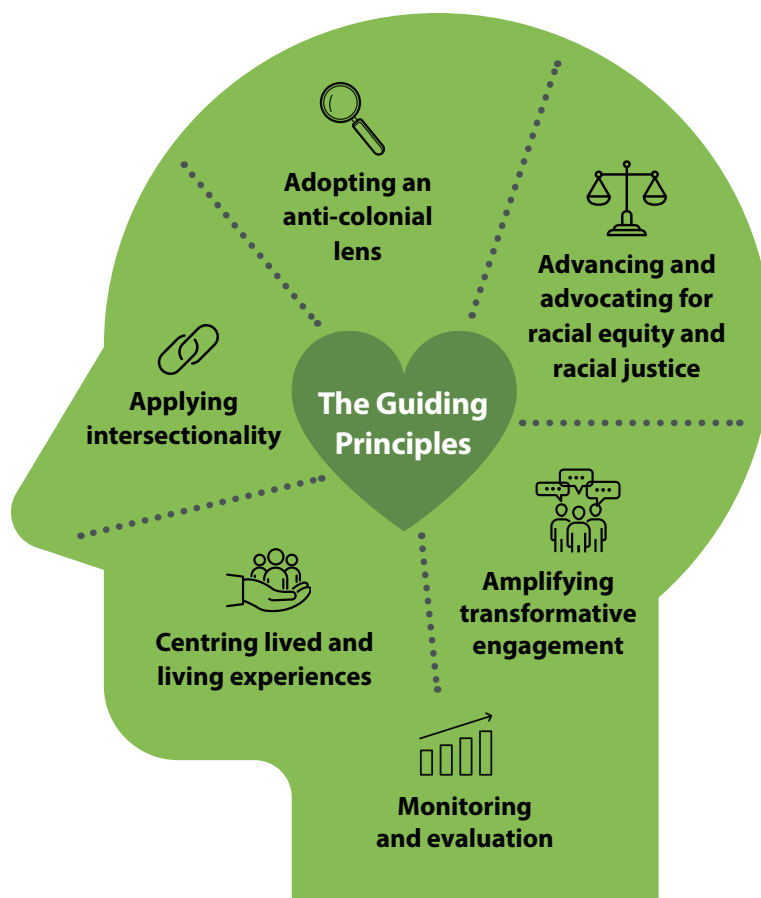 Adopting an
anti-colonial
lens
Advancing and
advocating for
racial equity and
racial justice
Applying
intersectionality
The Guiding
Principles
Amplifying
transformative
engagement
Centring lived and
living experiences
Monitoring
and evaluation